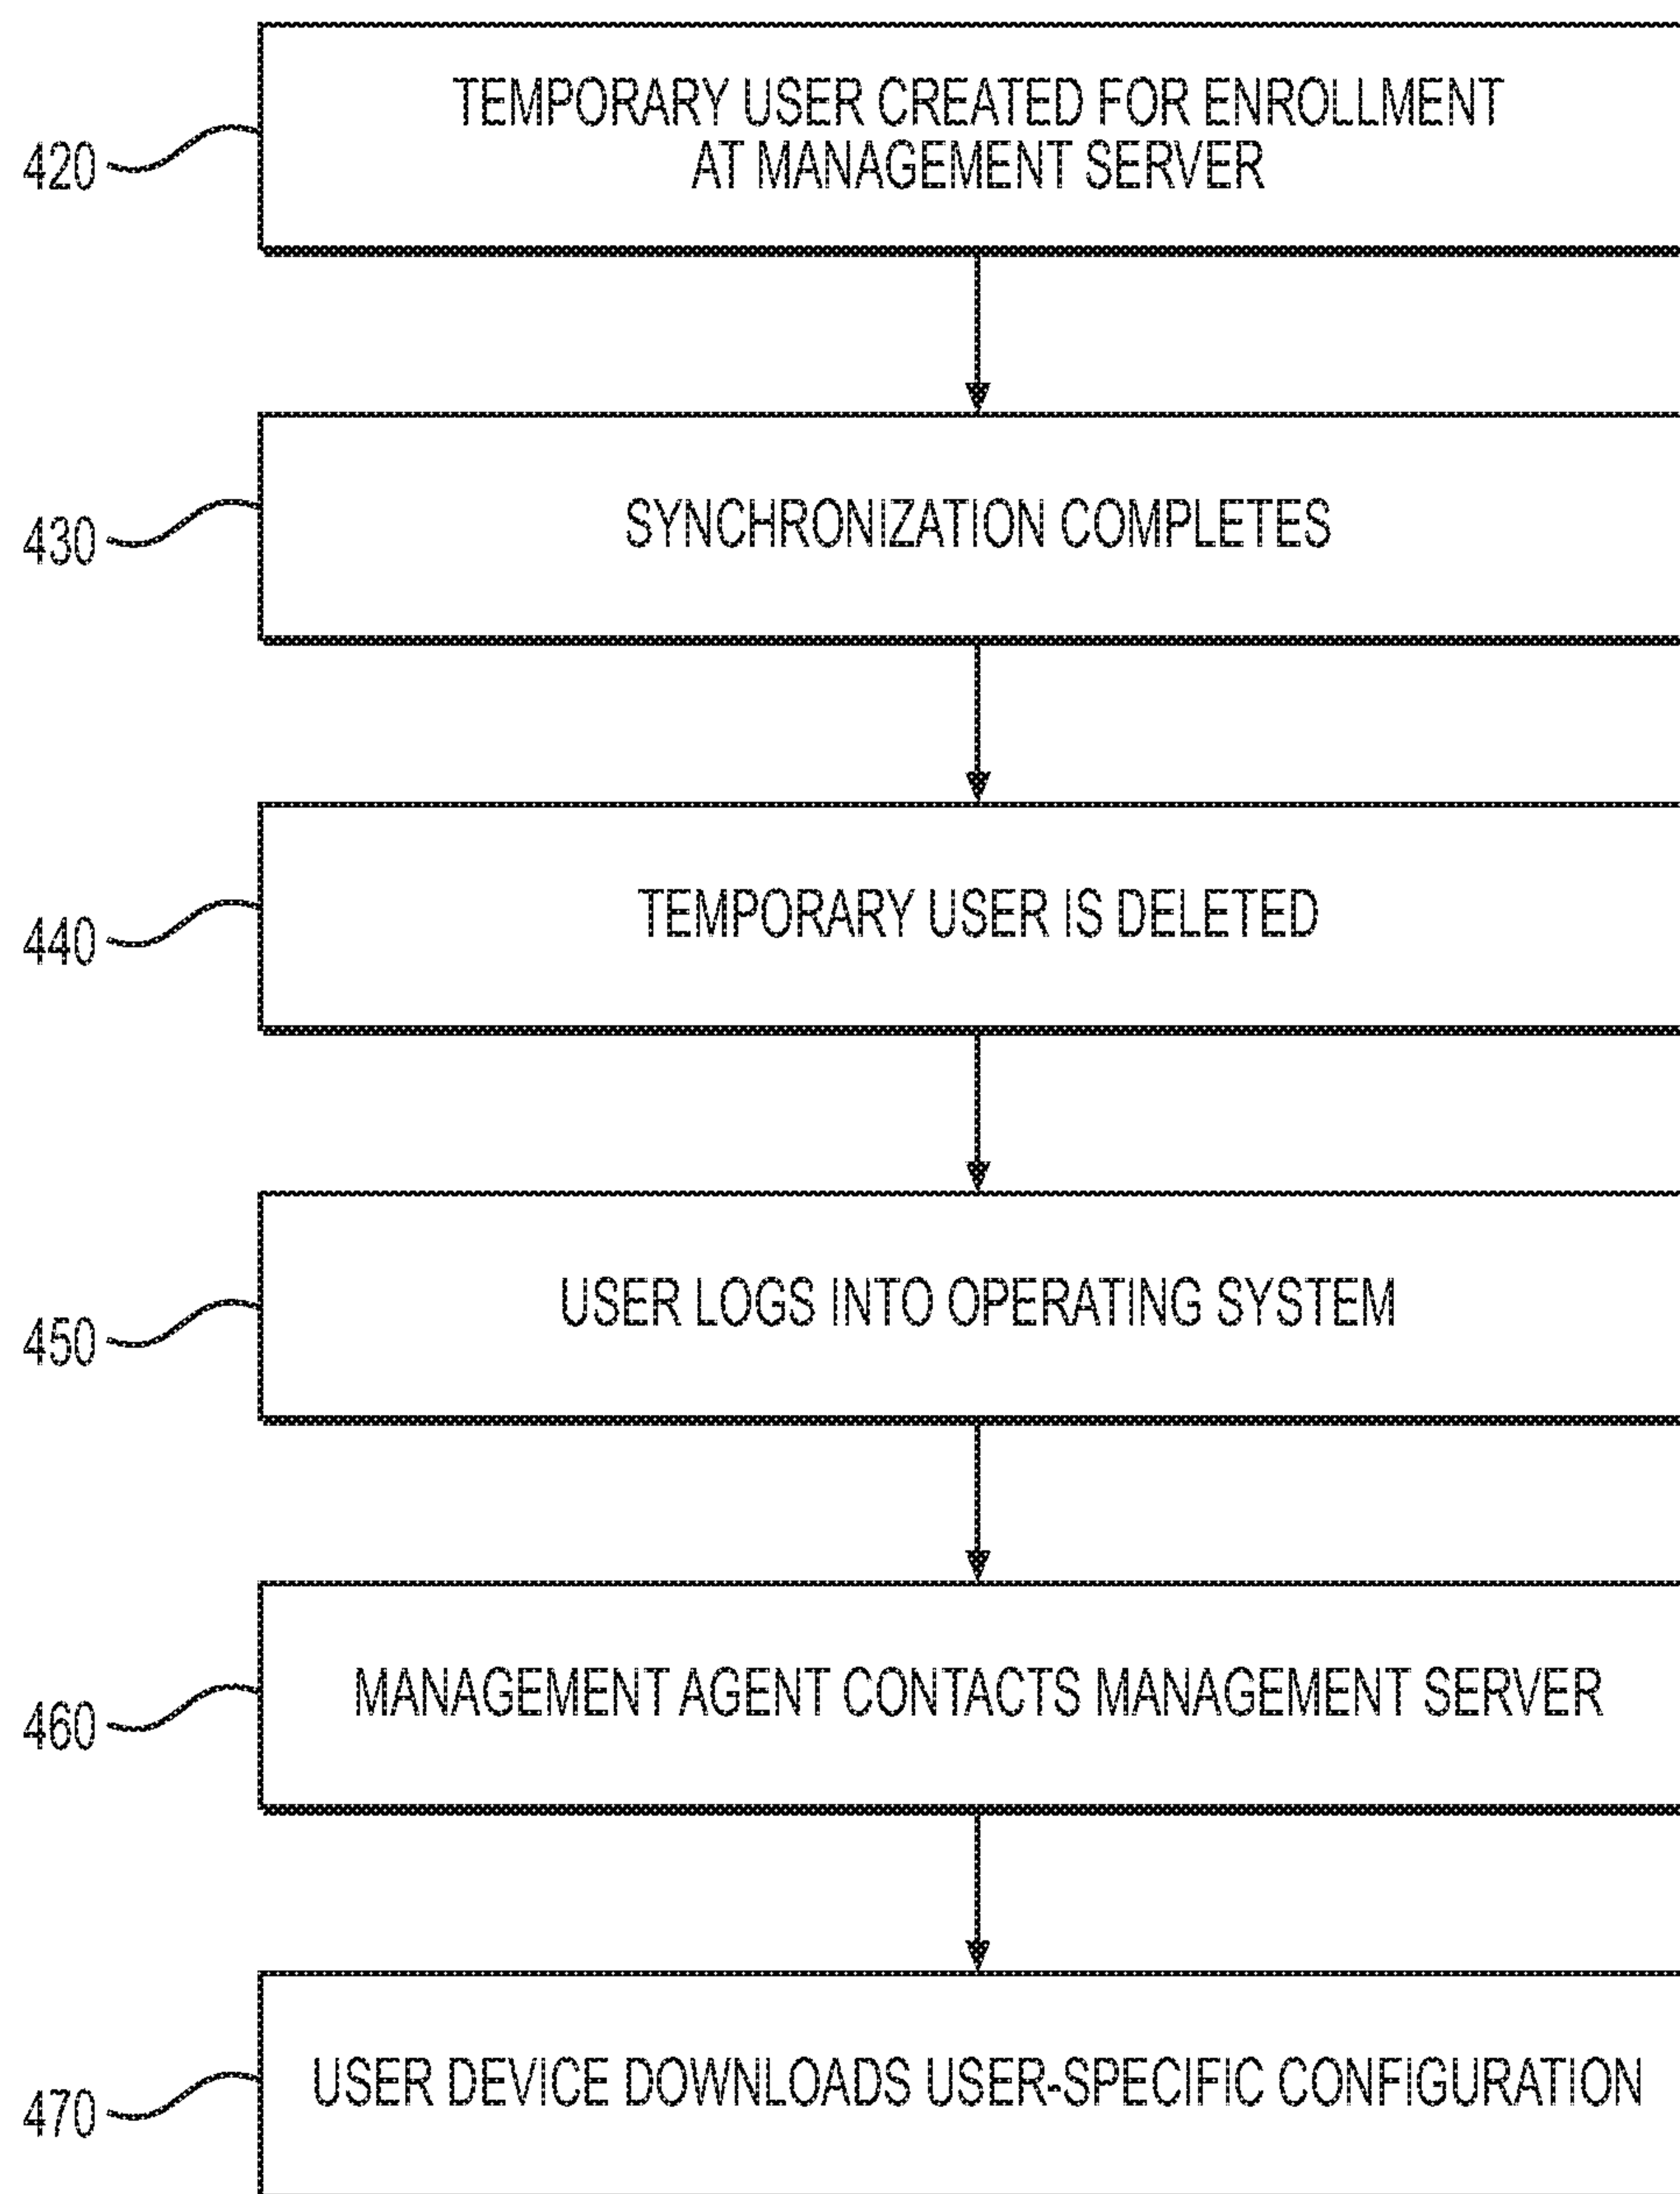 TEMPORARY USER CREATED FOR ENROLLMENT
AT MANAGEMENT SERVER
420
SYNCHRONIZATION COMPLETES
430
TEMPORARY USER IS DELETED
440
USER LOGS INTO OPERATING SYSTEM
450
MANAGEMENT AGENT CONTACTS MANAGEMENT SERVER
460
USER DEVICE DOWNLOADS USER-SPECIFIC CONFIGURATION
470